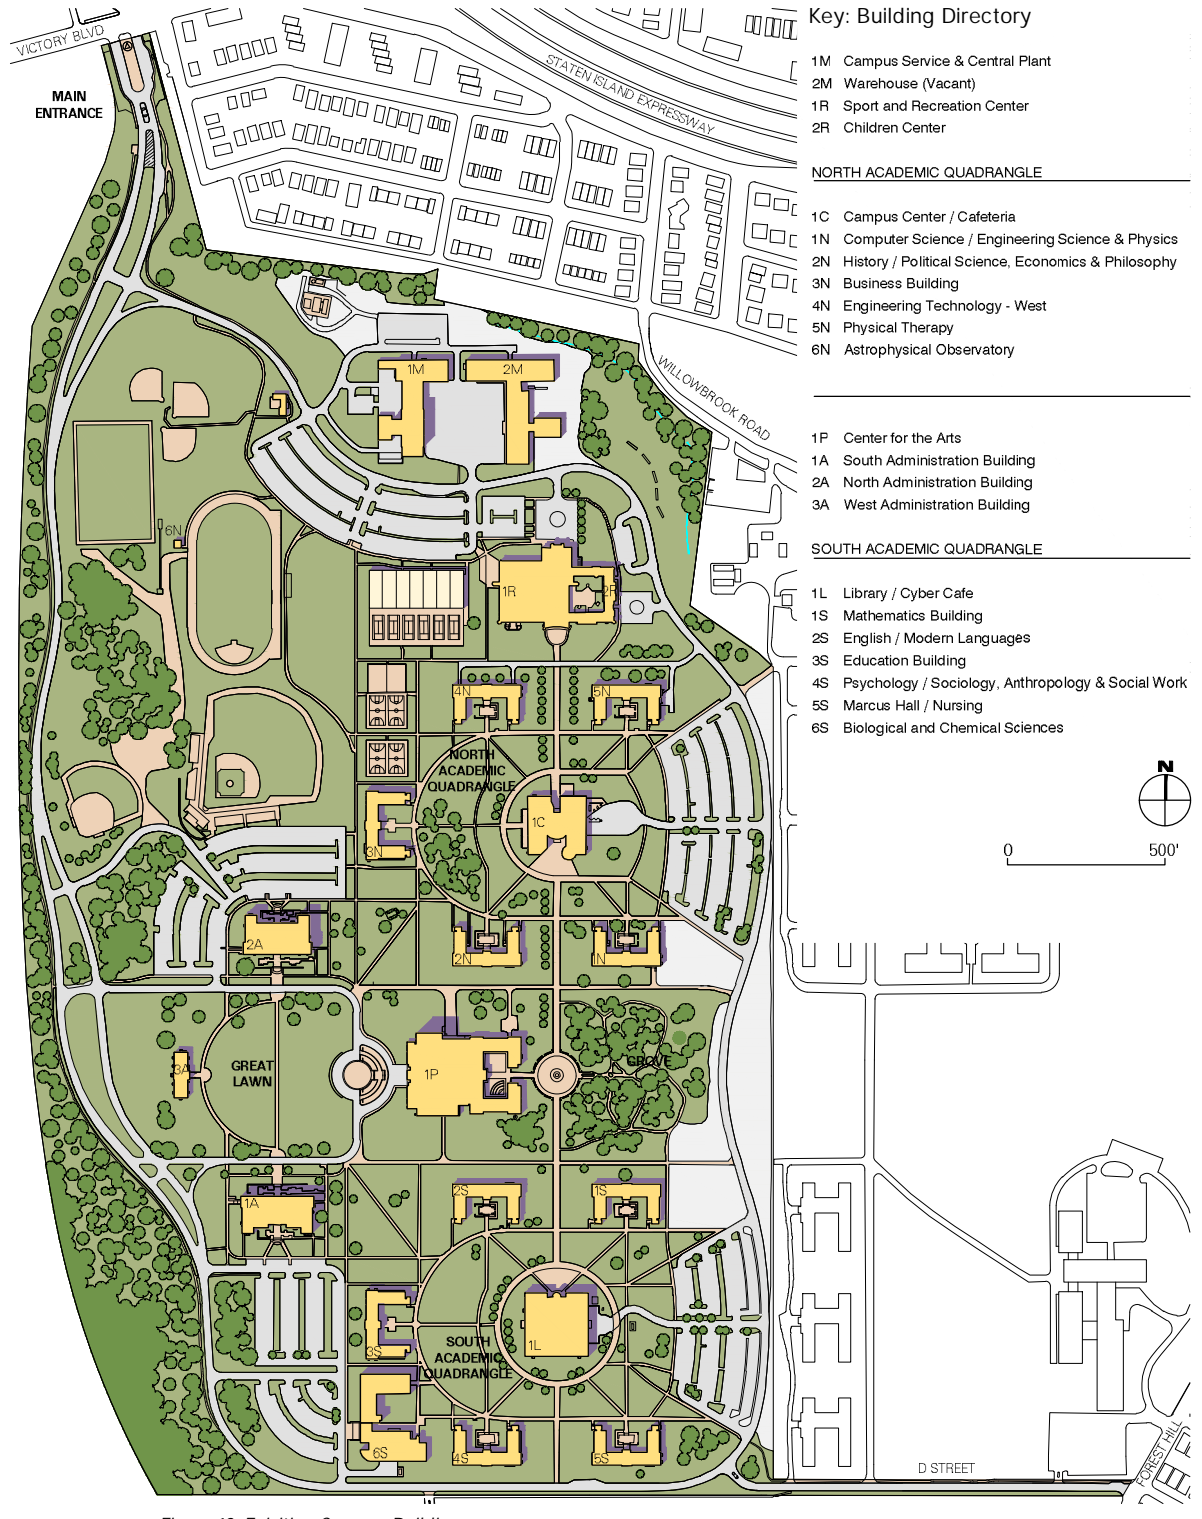 Key: Building Directory
1M Campus Service & Central Plant
2M Warehouse (Vacant)
1R Sport and Recreation Center
2R Children Center
NORTH ACADEMIC QUADRANGLE
1C Campus Center / Cafeteria
1N Computer Science / Engineering Science & Physics
2N History / Political Science, Economics & Philosophy
3N Business Building
4N Engineering Technology - West
5N Physical Therapy
6N Astrophysical Observatory
1P Center for the Arts
1A South Administration Building
2A North Administration Building
3A West Administration Building
SOUTH ACADEMIC QUADRANGLE
1L Library / Cyber Cafe
1S Mathematics Building
2S English / Modern Languages
3S Education Building
4S Psychology / Sociology, Anthropology & Social Work
5S Marcus Hall / Nursing
6S Biological and Chemical Sciences
N
0 500'
VICTORY BLVD
MAIN
ENTRANCE
STATEN ISLAND EXPRESSWAY
WILLOWBROOK ROAD
1M
2M
6N
1R
2R
4N
5N
NORTH
ACADEMIC
QUADRANGLE
1C
3N
2A
2N
1N
3A
GREAT
LAWN
1P
GROVE
1A
2S
1S
3S
SOUTH
ACADEMIC
QUADRANGLE
1L
6S
4S
5S
D STREET
FOREST HILL